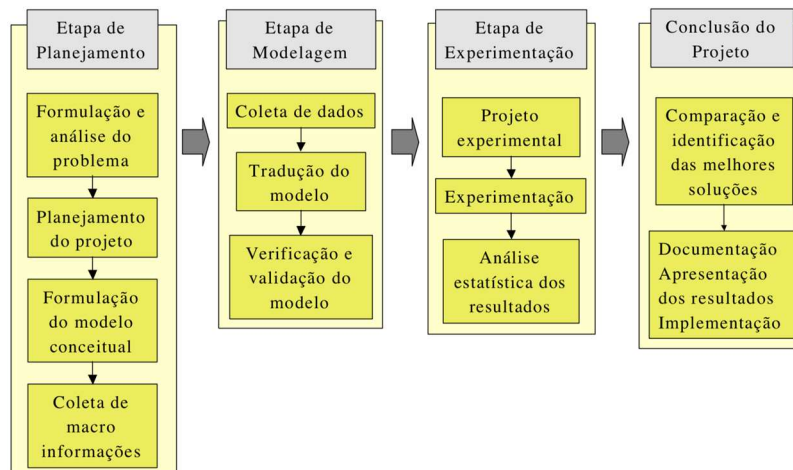 Etapa de
Planejamento
Formulação e
análise do
problema
Planejamento
do projeto
Formulação
do modelo
conceitual
Coleta de
macro
informações
Etapa de
Modelagem
Coleta de dados
Tradução do
modelo
Verificação e
validação do
modelo
Etapa de
Experimentação
Projeto
experimental
Experimentação
Análise
estatística dos
resultados
Conclusão do
Projeto
Comparação e
identificação
das melhores
soluções
Documentação
Apresentação
dos resultados
Implementação